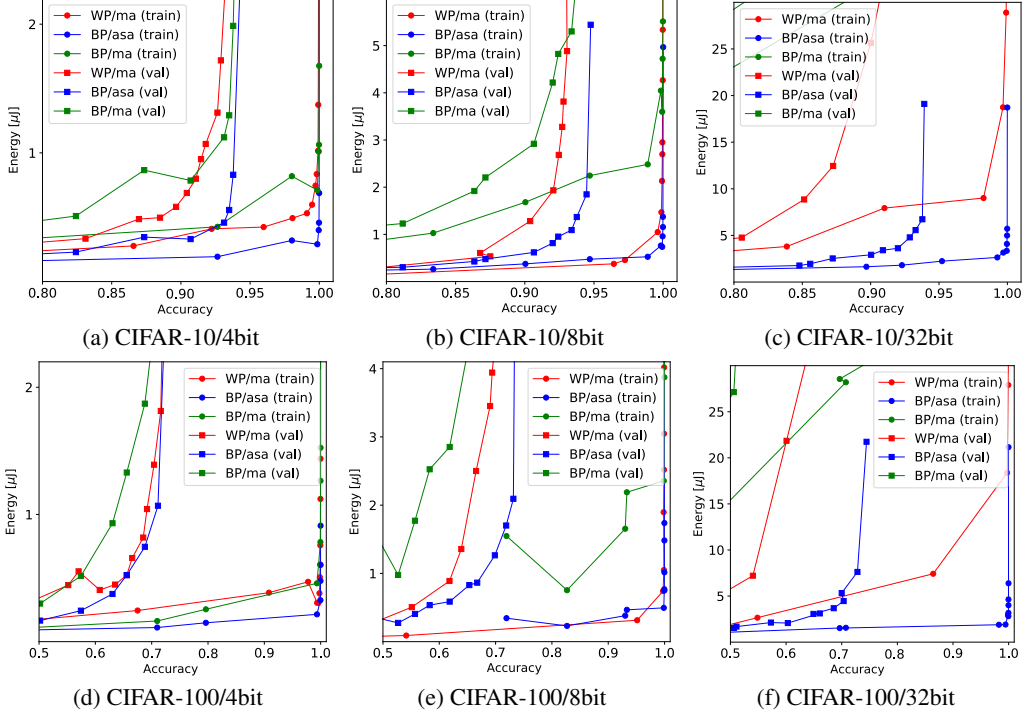 WP/ma (train)
BP/asa (train)
BP/ma (train)
WP/ma (val)
BP/asa (val)
BP/ma (val)
Energy [μJ]
2
1
0.80 0.85 0.90 0.95 1.00
Accuracy
(a) CIFAR-10/4bit
WP/ma (train)
BP/asa (train)
BP/ma (train)
WP/ma (val)
BP/asa (val)
BP/ma (val)
Energy [μJ]
5
4
3
2
1
0.80 0.85 0.90 0.95 1.00
Accuracy
(b) CIFAR-10/8bit
WP/ma (train)
BP/asa (train)
BP/ma (train)
WP/ma (val)
BP/asa (val)
BP/ma (val)
Energy [μJ]
25
20
15
10
5
0.80 0.85 0.90 0.95 1.00
Accuracy
(c) CIFAR-10/32bit
WP/ma (train)
BP/asa (train)
BP/ma (train)
WP/ma (val)
BP/asa (val)
BP/ma (val)
Energy [μJ]
2
1
0.5 0.6 0.7 0.8 0.9 1.0
Accuracy
(d) CIFAR-100/4bit
WP/ma (train)
BP/asa (train)
BP/ma (train)
WP/ma (val)
BP/asa (val)
BP/ma (val)
Energy [μJ]
4
3
2
1
0.5 0.6 0.7 0.8 0.9 1.0
Accuracy
(e) CIFAR-100/8bit
WP/ma (train)
BP/asa (train)
BP/ma (train)
WP/ma (val)
BP/asa (val)
BP/ma (val)
Energy [μJ]
25
20
15
10
5
0.5 0.6 0.7 0.8 0.9 1.0
Accuracy
(f) CIFAR-100/32bit